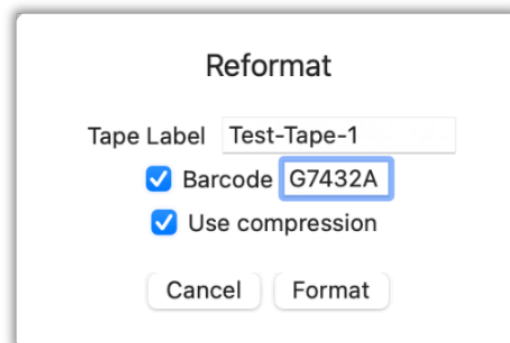 Reformat
Tape Label Test-Tape-1
Barcode G7432A
Use compression
Cancel Format